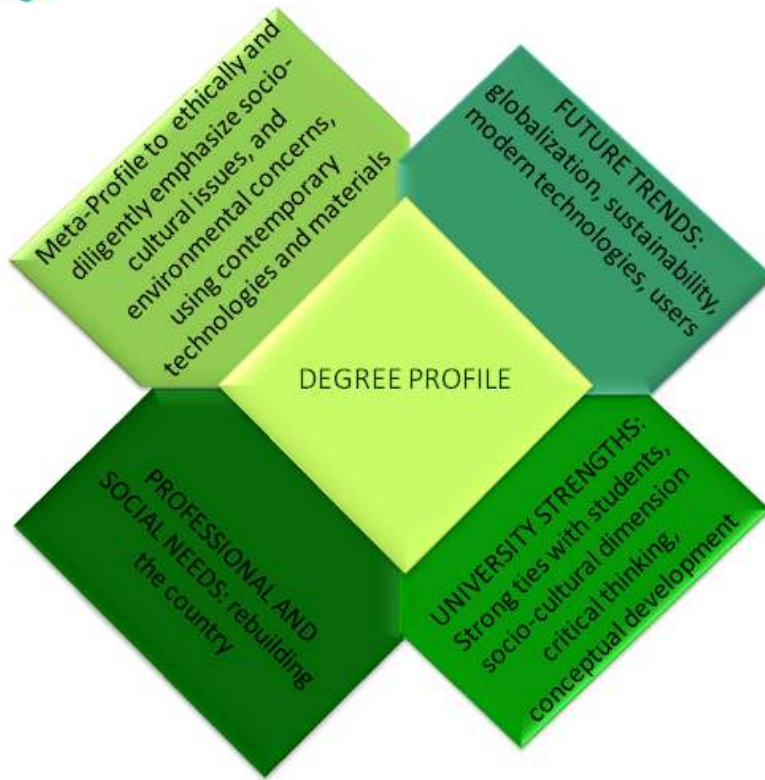 Meta-Profile to ethically and
diligently emphasize socio-
cultural issues, and
environmental concerns,
using contemporary
technologies and materials
FUTURE TRENDS:
globalization, sustainability,
modern technologies, users
DEGREE PROFILE
PROFESSIONAL AND
SOCIAL NEEDS: rebuilding
the country
UNIVERSITY STRENGTHS:
Strong ties with students,
socio-cultural dimension
critical thinking,
conceptual development